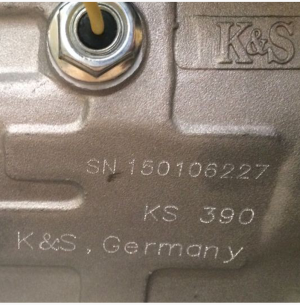 K&S
SN 150106227
KS 390
K&S, Germany